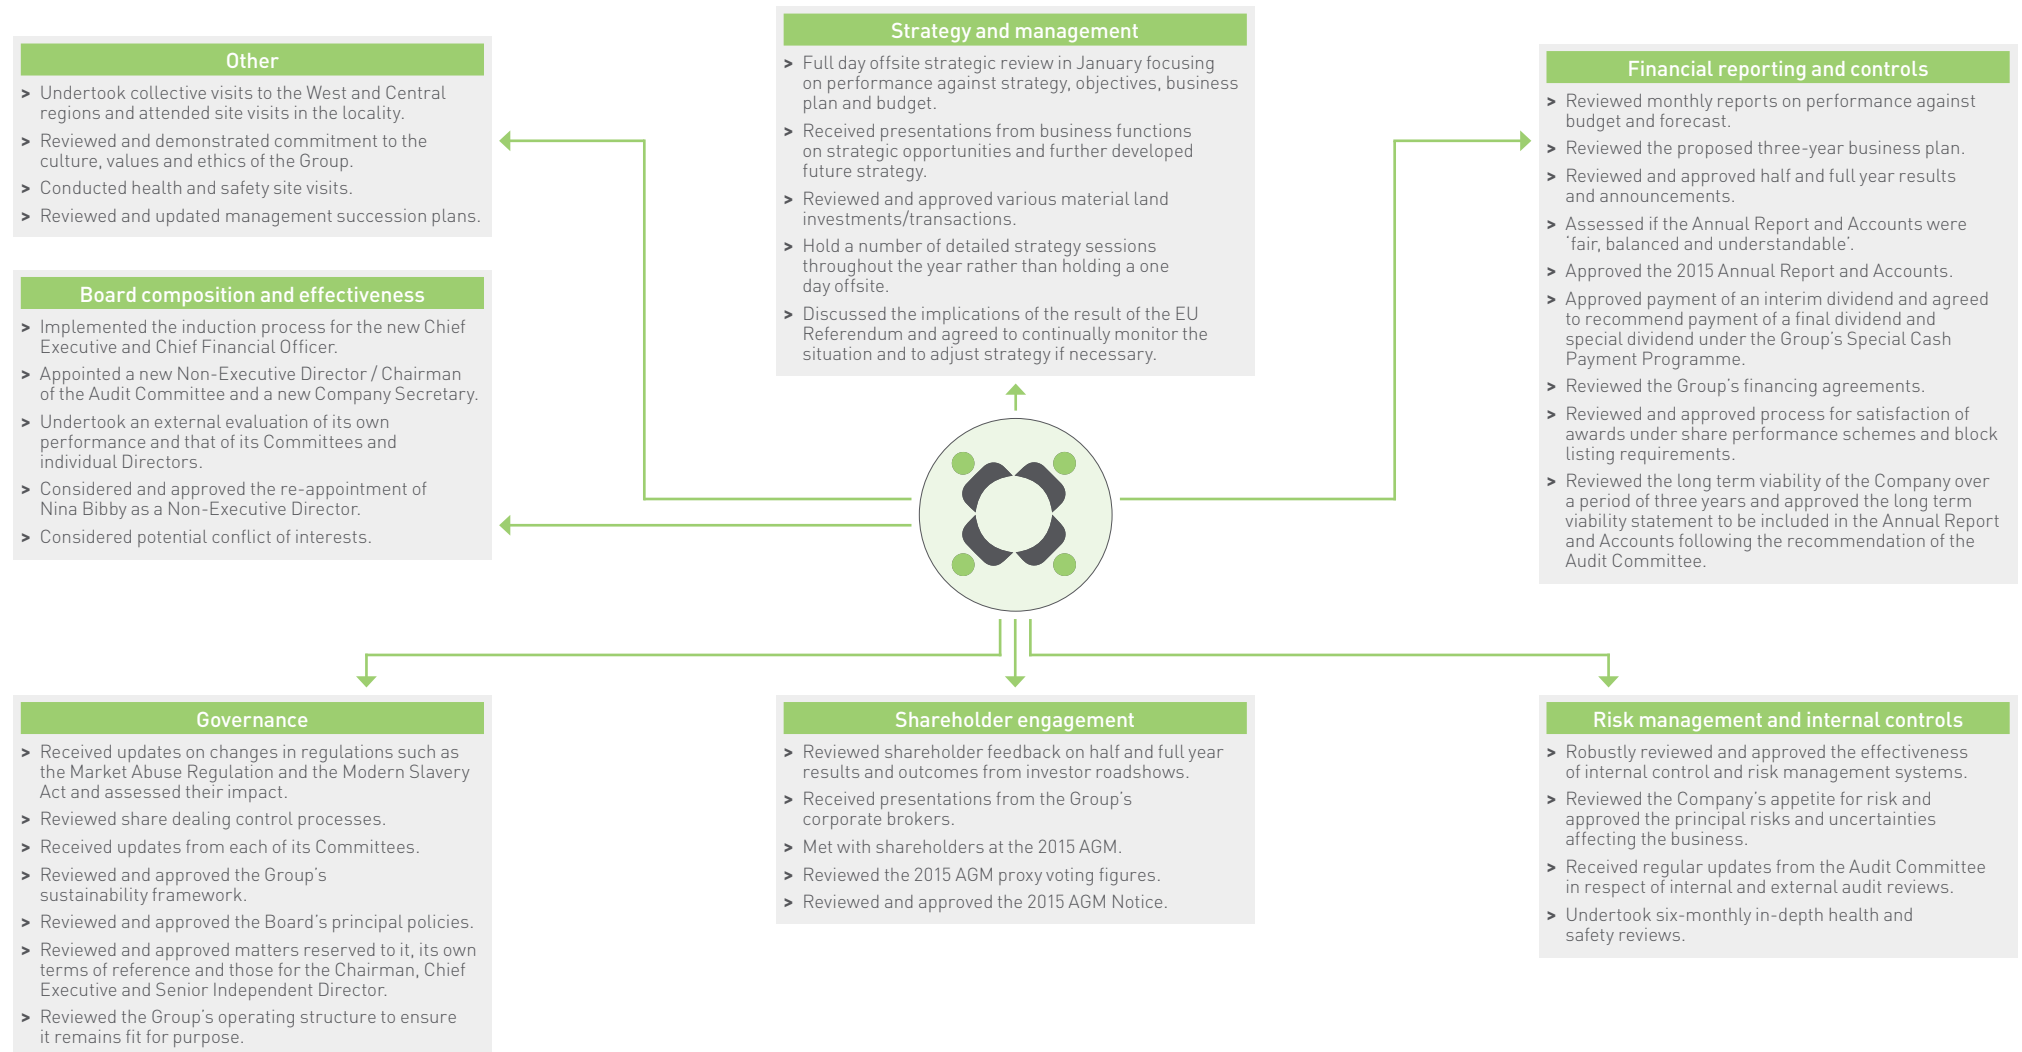 Other
> Undertook collective visits to the West and Central
regions and attended site visits in the locality.
> Reviewed and demonstrated commitment to the
culture, values and ethics of the Group.
> Conducted health and safety site visits.
> Reviewed and updated management succession plans.
Board composition and effectiveness
> Implemented the induction process for the new Chief
Executive and Chief Financial Officer.
> Appointed a new Non-Executive Director / Chairman
of the Audit Committee and a new Company Secretary.
> Undertook an external evaluation of its own
performance and that of its Committees and
individual Directors.
> Considered and approved the re-appointment of
Nina Bibby as a Non-Executive Director.
> Considered potential conflict of interests.
Strategy and management
> Full day offsite strategic review in January focusing
on performance against strategy, objectives, business
plan and budget.
> Received presentations from business functions
on strategic opportunities and further developed
future strategy.
> Reviewed and approved various material land
investments/transactions.
> Hold a number of detailed strategy sessions
throughout the year rather than holding a one
day offsite.
> Discussed the implications of the result of the EU
Referendum and agreed to continually monitor the
situation and to adjust strategy if necessary.
Financial reporting and controls
> Reviewed monthly reports on performance against
budget and forecast.
> Reviewed the proposed three-year business plan.
> Reviewed and approved half and full year results
and announcements.
> Assessed if the Annual Report and Accounts were
‘fair, balanced and understandable’.
> Approved the 2015 Annual Report and Accounts.
> Approved payment of an interim dividend and agreed
to recommend payment of a final dividend and
special dividend under the Group’s Special Cash
Payment Programme.
> Reviewed the Group’s financing agreements.
> Reviewed and approved process for satisfaction of
awards under share performance schemes and block
listing requirements.
> Reviewed the long term viability of the Company over
a period of three years and approved the long term
viability statement to be included in the Annual Report
and Accounts following the recommendation of the
Audit Committee.
Governance
> Received updates on changes in regulations such as
the Market Abuse Regulation and the Modern Slavery
Act and assessed their impact.
> Reviewed share dealing control processes.
> Received updates from each of its Committees.
> Reviewed and approved the Group’s
sustainability framework.
> Reviewed and approved the Board’s principal policies.
> Reviewed and approved matters reserved to it, its own
terms of reference and those for the Chairman, Chief
Executive and Senior Independent Director.
> Reviewed the Group’s operating structure to ensure
it remains fit for purpose.
Shareholder engagement
> Reviewed shareholder feedback on half and full year
results and outcomes from investor roadshows.
> Received presentations from the Group’s
corporate brokers.
> Met with shareholders at the 2015 AGM.
> Reviewed the 2015 AGM proxy voting figures.
> Reviewed and approved the 2015 AGM Notice.
Risk management and internal controls
> Robustly reviewed and approved the effectiveness
of internal control and risk management systems.
> Reviewed the Company’s appetite for risk and
approved the principal risks and uncertainties
affecting the business.
> Received regular updates from the Audit Committee
in respect of internal and external audit reviews.
> Undertook six-monthly in-depth health and
safety reviews.